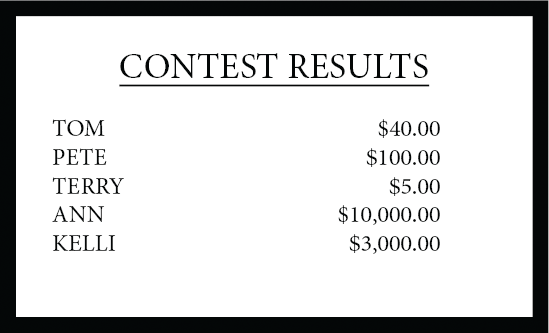 CONTEST RESULTS
TOM $40.00
PETE $100.00
TERRY $5.00
ANN $10,000.00
KELLI $3,000.00